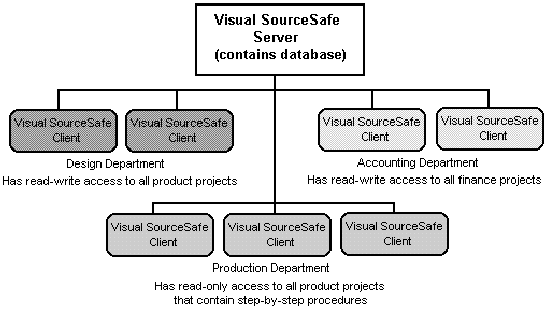 Visual SourceSafe
Server
(contains database)
Visual SourceSafe
Client
Visual SourceSafe
Client
Design Department
Has read-write access to all product projects
Visual SourceSafe
Client
Visual SourceSafe
Client
Accounting Department
Has read-write access to all finance projects
Visual SourceSafe
Client
Visual SourceSafe
Client
Visual SourceSafe
Client
Production Department
Has read-only access to all product projects
that contain step-by-step procedures